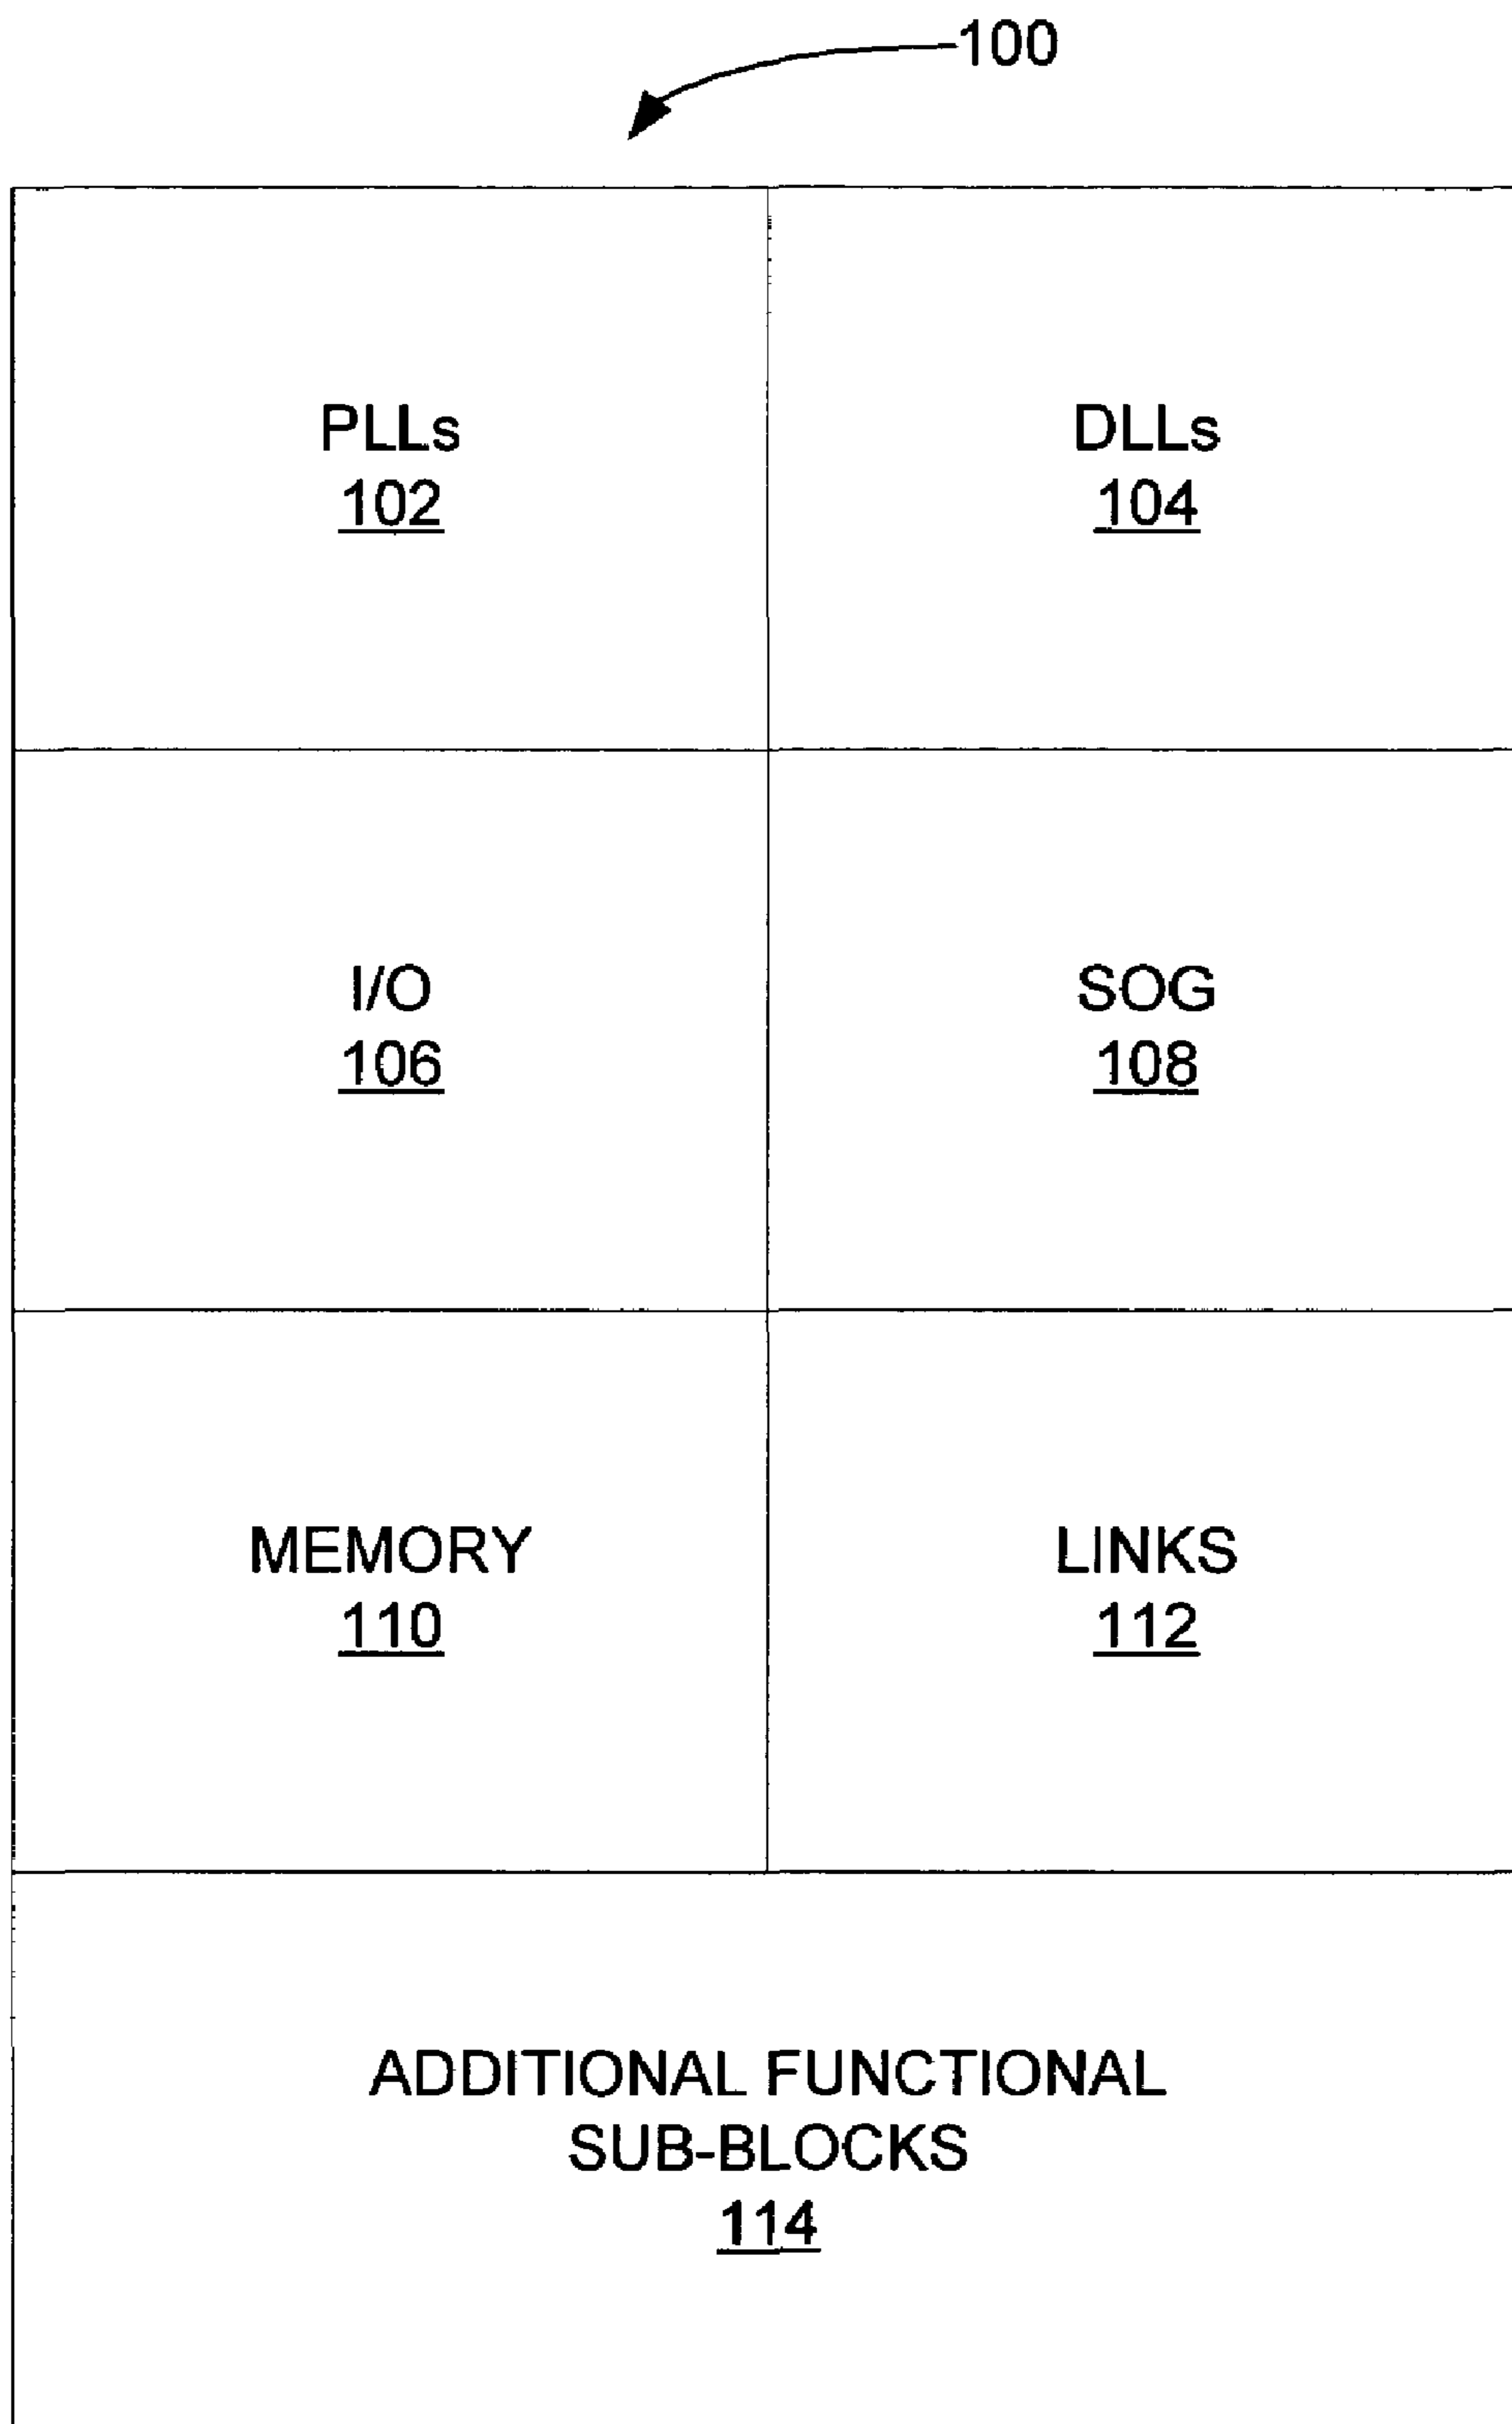 100
PLLs
102
DLLs
104
I/O
106
SOG
108
MEMORY
110
LINKS
112
ADDITIONAL FUNCTIONAL
SUB-BLOCKS
114